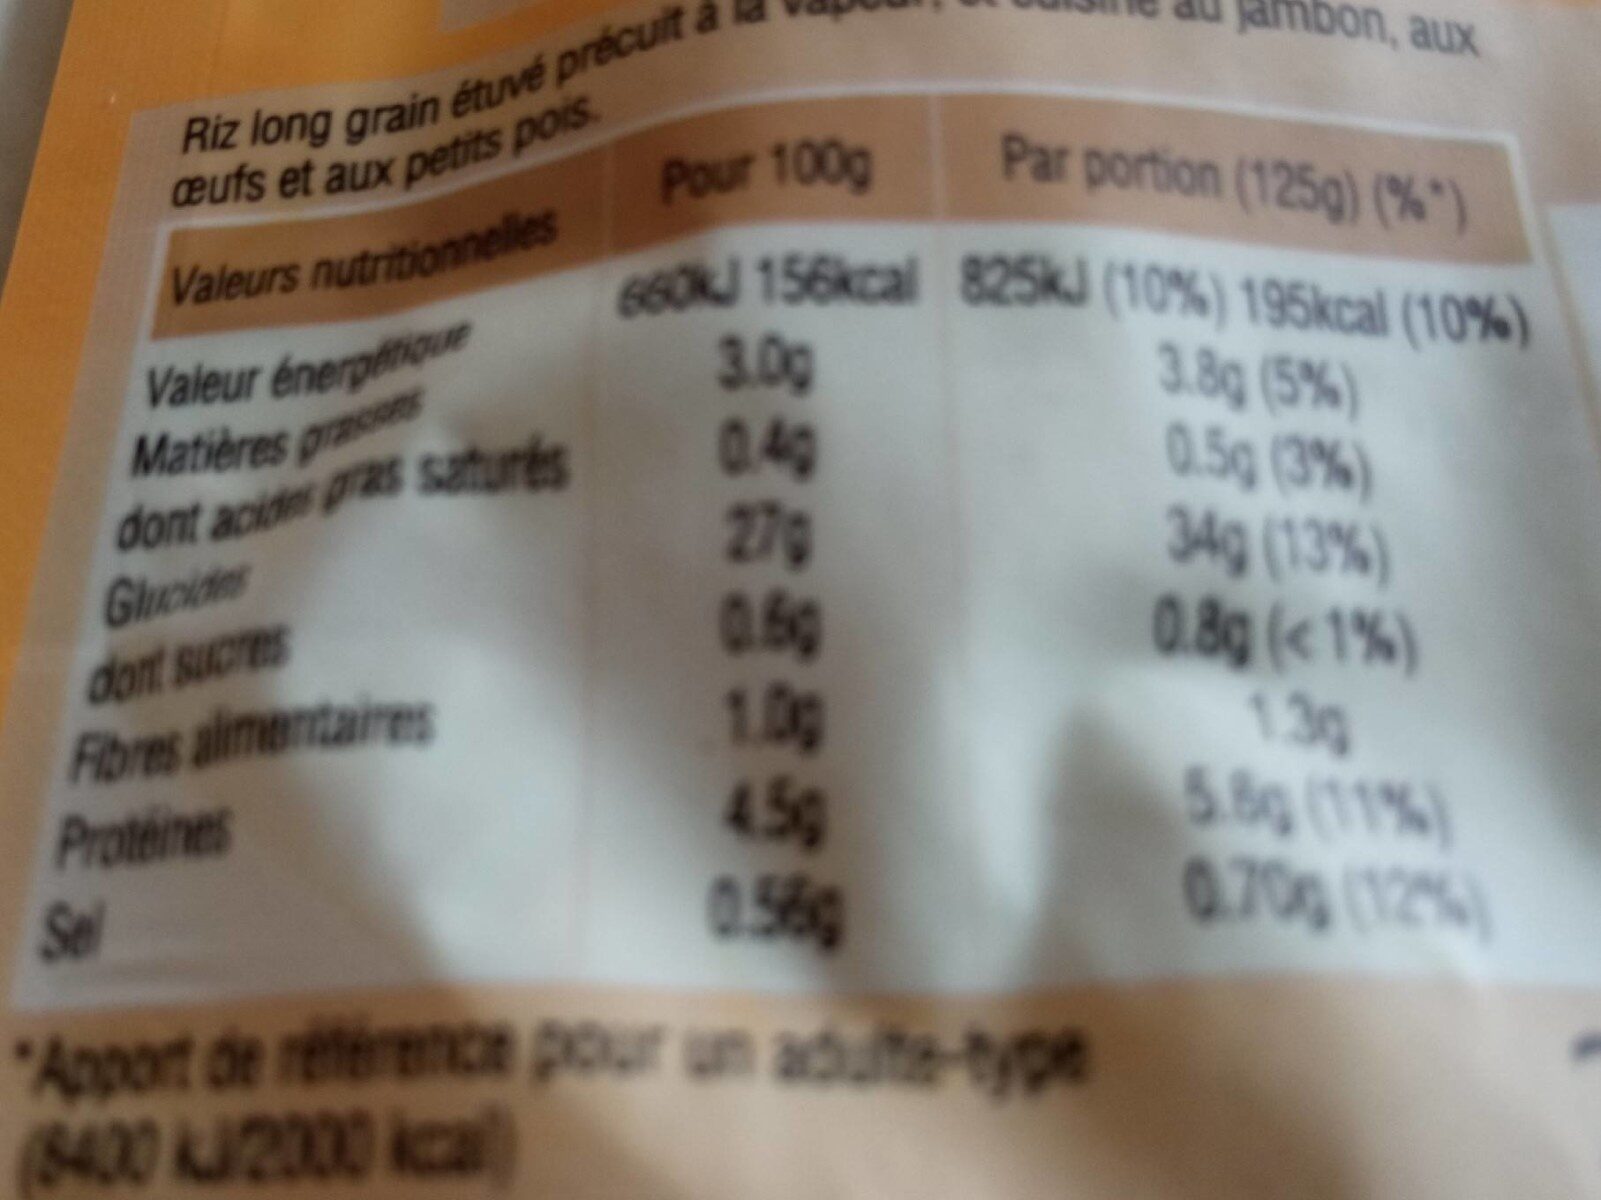 Riz long grain étuvé précuit à la vapeur, et cuisiné au jambon, aux
œufs et aux petits pois.
Valeurs nutritionnelles Pour 100g Par portion (125g) (%*)
Valeur énergétique 660kJ 156kcal 825kJ (10%) 195kcal (10%)
Matières grasses 3.0g 3.8g (5%)
dont acides gras saturés 0.4g 0.5g (3%)
Glucides 27g 34g (13%)
dont sucres 0.6g 0.8g (< 1%)
Fibres alimentaires 1.0g 1.3g
Protéines 4.5g 5.6g (11%)
Sel 0.56g 0.70g (12%)
*Apport de référence pour un adulte-type
(8400 kJ/2000 kcal)